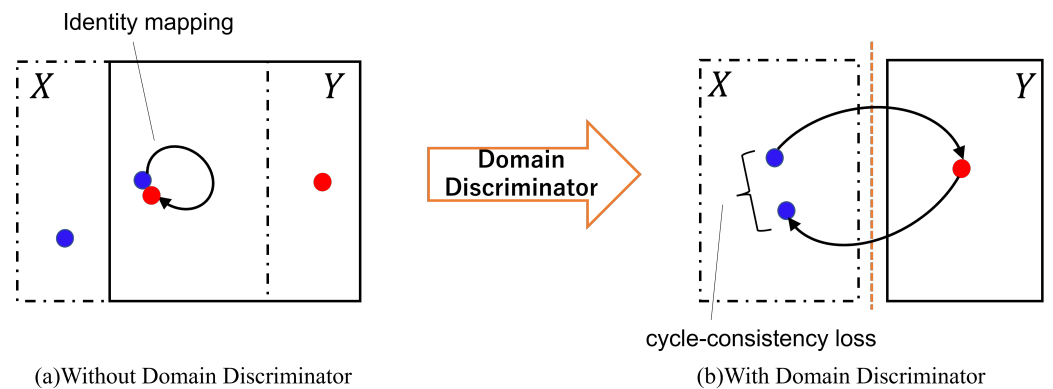 Identity mapping
X
Y
Domain
Discriminator
X
Y
cycle-consistency loss
(a)Without Domain Discriminator
(b)With Domain Discriminator